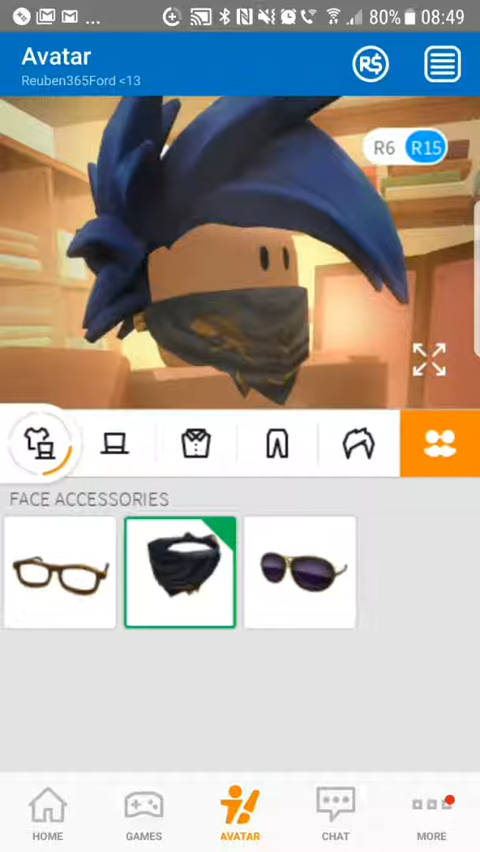 ... 80% 08:49
Avatar
Reuben365Ford <13
R$
R6 R15
FACE ACCESSORIES
HOME GAMES AVATAR CHAT MORE